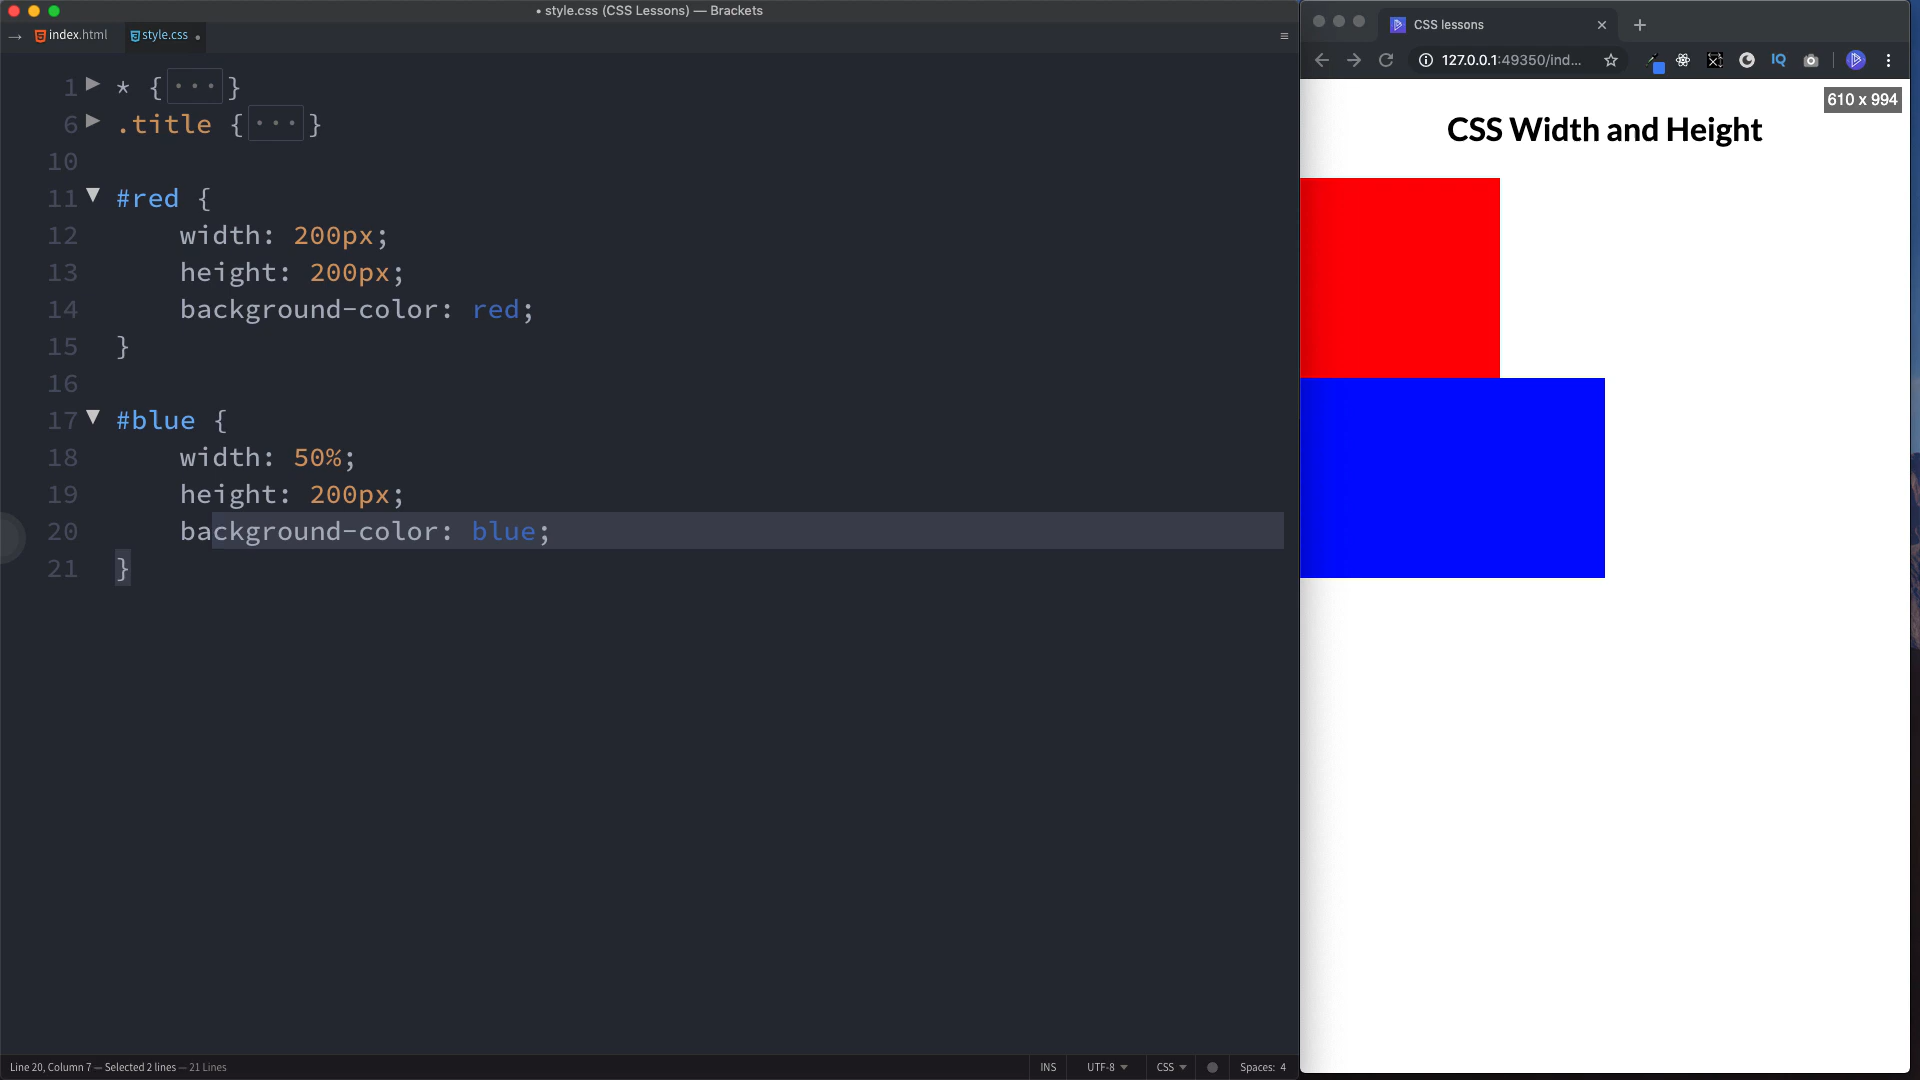 • style.css (CSS Lessons) — Brackets
index.html
style.css •
1 * {···}
6 .title {···}
10
11 #red {
12 width: 200px;
13 height: 200px;
14 background-color: red;
15 }
16
17 #blue {
18 width: 50%;
19 height: 200px;
20 background-color: blue;
21 }
Line 20, Column 7 — Selected 2 lines — 21 Lines
INS
UTF-8
CSS
Spaces: 4
CSS lessons
127.0.0.1:49350/ind...
IQ
610 x 994
CSS Width and Height